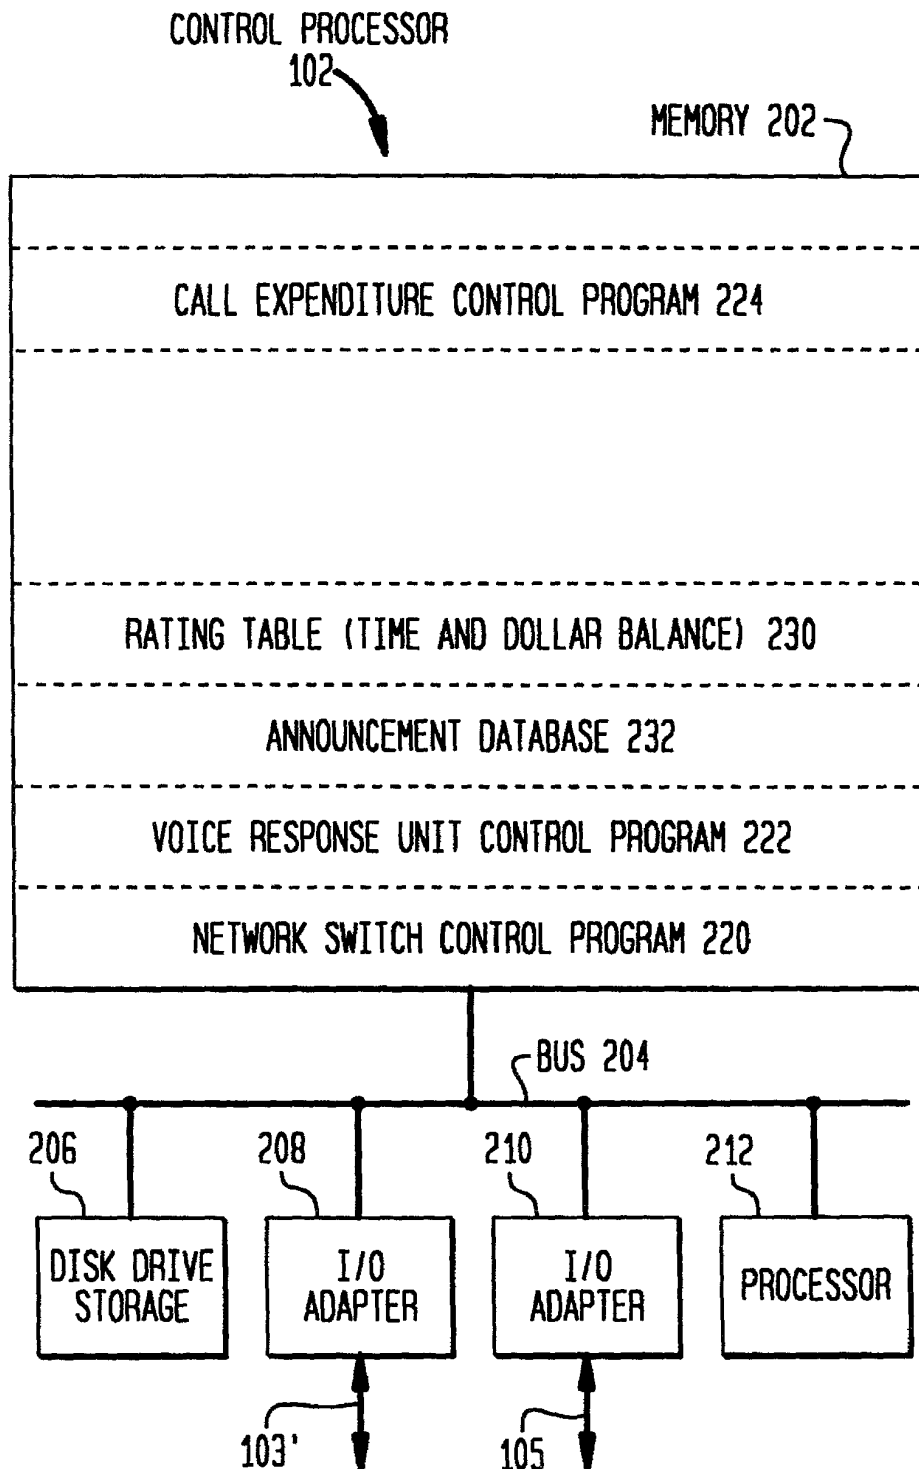 CONTROL PROCESSOR
102
MEMORY 202
CALL EXPENDITURE CONTROL PROGRAM 224
RATING TABLE (TIME AND DOLLAR BALANCE) 230
ANNOUNCEMENT DATABASE 232
VOICE RESPONSE UNIT CONTROL PROGRAM 222
NETWORK SWITCH CONTROL PROGRAM 220
BUS 204
206
208
210
212
DISK DRIVE
STORAGE
I/O
ADAPTER
I/O
ADAPTER
PROCESSOR
103'
105